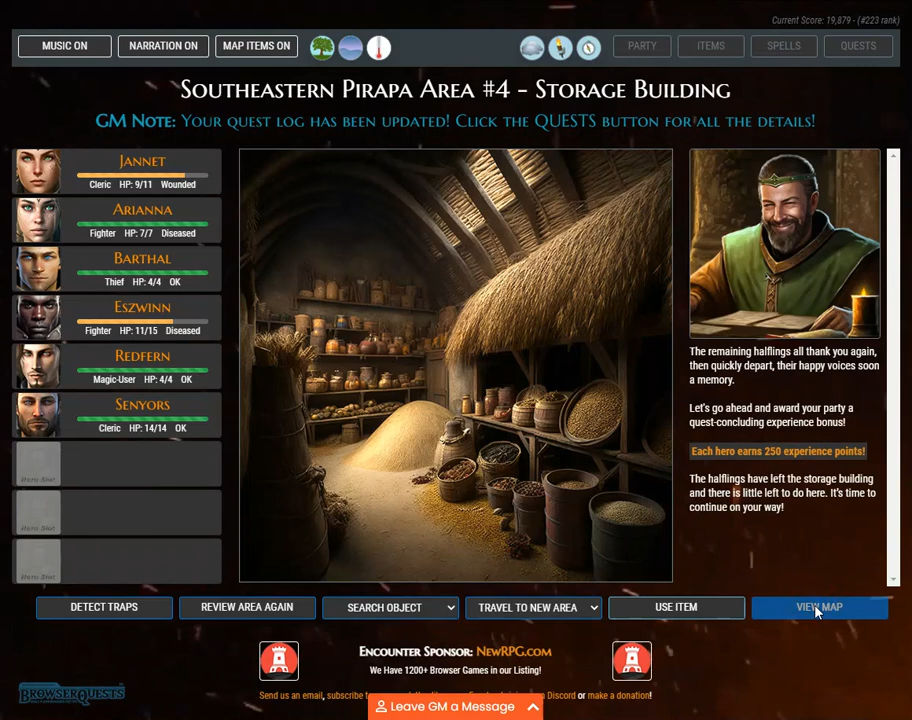 Current Score: 19,879 - (#223 rank)
MUSIC ON
NARRATION ON
MAP ITEMS ON
PARTY
ITEMS
SPELLS
QUESTS
Southeastern Pirapa Area #4 - Storage Building
GM Note: Your quest log has been updated! Click the QUESTS button for all the details!
Jannet
Cleric HP: 9/11 Wounded
Arianna
Fighter HP: 7/7 Diseased
Barthal
Thief HP: 4/4 OK
Eszwinn
Fighter HP: 11/15 Diseased
Redfern
Magic-User HP: 4/4 OK
Senyors
Cleric HP: 14/14 OK
Hero Slot
Hero Slot
Hero Slot
The remaining halflings all thank you again,
then quickly depart, their happy voices soon
a memory.
Let's go ahead and award your party a
quest-concluding experience bonus!
Each hero earns 250 experience points!
The halflings have left the storage building
and there is little left to do here. It's time to
continue on your way!
DETECT TRAPS
REVIEW AREA AGAIN
SEARCH OBJECT
TRAVEL TO NEW AREA
USE ITEM
VIEW MAP
Encounter Sponsor: NewRPG.com
We Have 1200+ Browser Games in our Listing!
Send us an email, subscribe Discord or make a donation!
BrowserQuests
Leave GM a Message